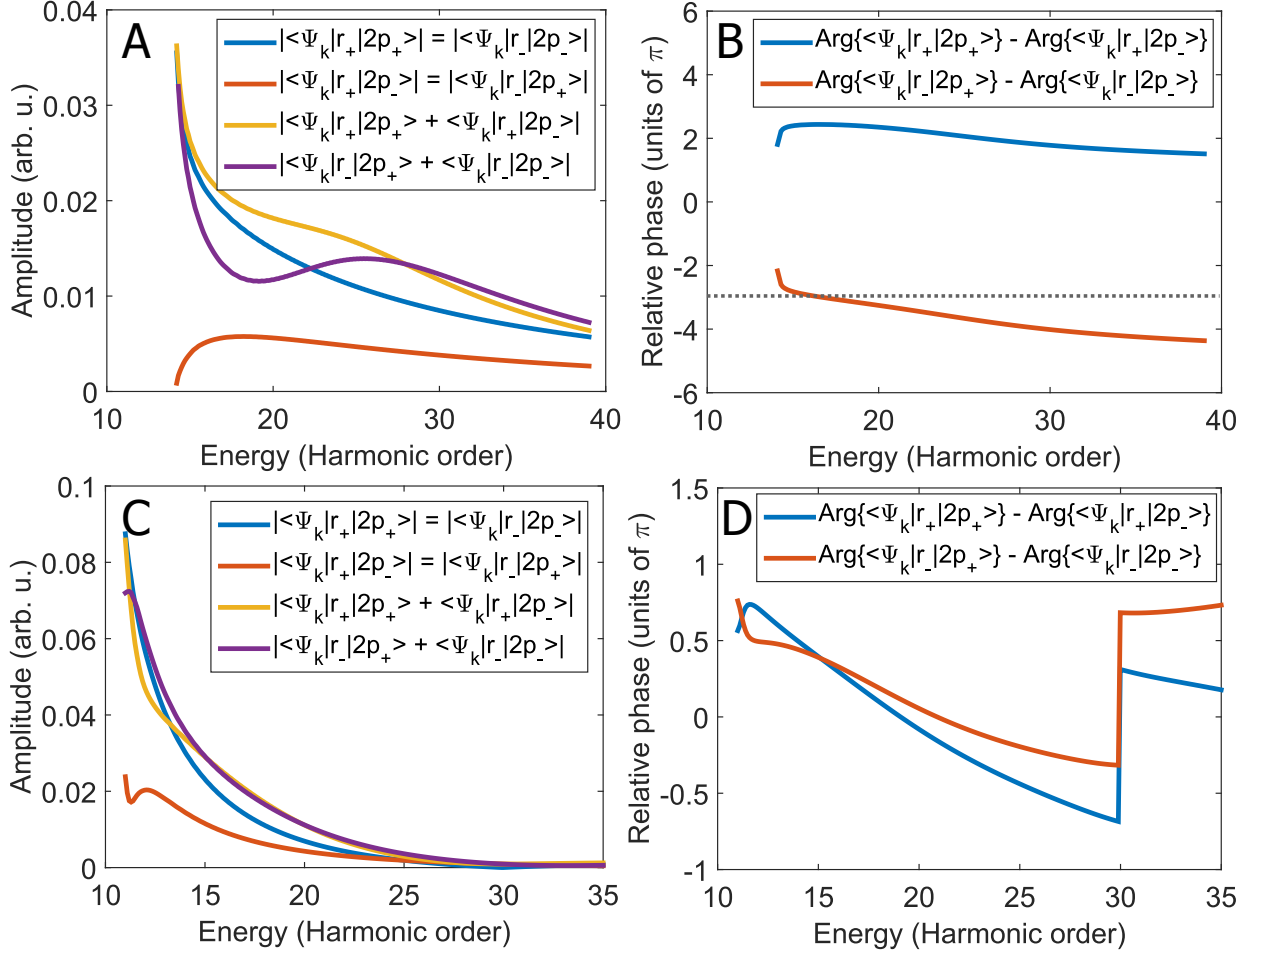 A
|<Ψk|r+|2p+>| = |<Ψk|r-|2p->|
|<Ψk|r+|2p->| = |<Ψk|r-|2p+>|
|<Ψk|r+|2p+> + <Ψk|r+|2p->|
|<Ψk|r-|2p+> + <Ψk|r-|2p->|
0.04
0.03
0.02
0.01
0
10
20
30
40
Amplitude (arb. u.)
Energy (Harmonic order)
B
Arg{<Ψk|r+|2p+>} - Arg{<Ψk|r+|2p->}
Arg{<Ψk|r-|2p+>} - Arg{<Ψk|r-|2p->}
6
4
2
0
-2
-4
-6
10
20
30
40
Relative phase (units of π)
Energy (Harmonic order)
C
|<Ψk|r+|2p+>| = |<Ψk|r-|2p->|
|<Ψk|r+|2p->| = |<Ψk|r-|2p+>|
|<Ψk|r+|2p+> + <Ψk|r+|2p->|
|<Ψk|r-|2p+> + <Ψk|r-|2p->|
0.1
0.08
0.06
0.04
0.02
0
10
15
20
25
30
35
Amplitude (arb. u.)
Energy (Harmonic order)
D
Arg{<Ψk|r+|2p+>} - Arg{<Ψk|r+|2p->}
Arg{<Ψk|r-|2p+>} - Arg{<Ψk|r-|2p->}
1.5
1
0.5
0
-0.5
-1
10
15
20
25
30
35
Relative phase (units of π)
Energy (Harmonic order)